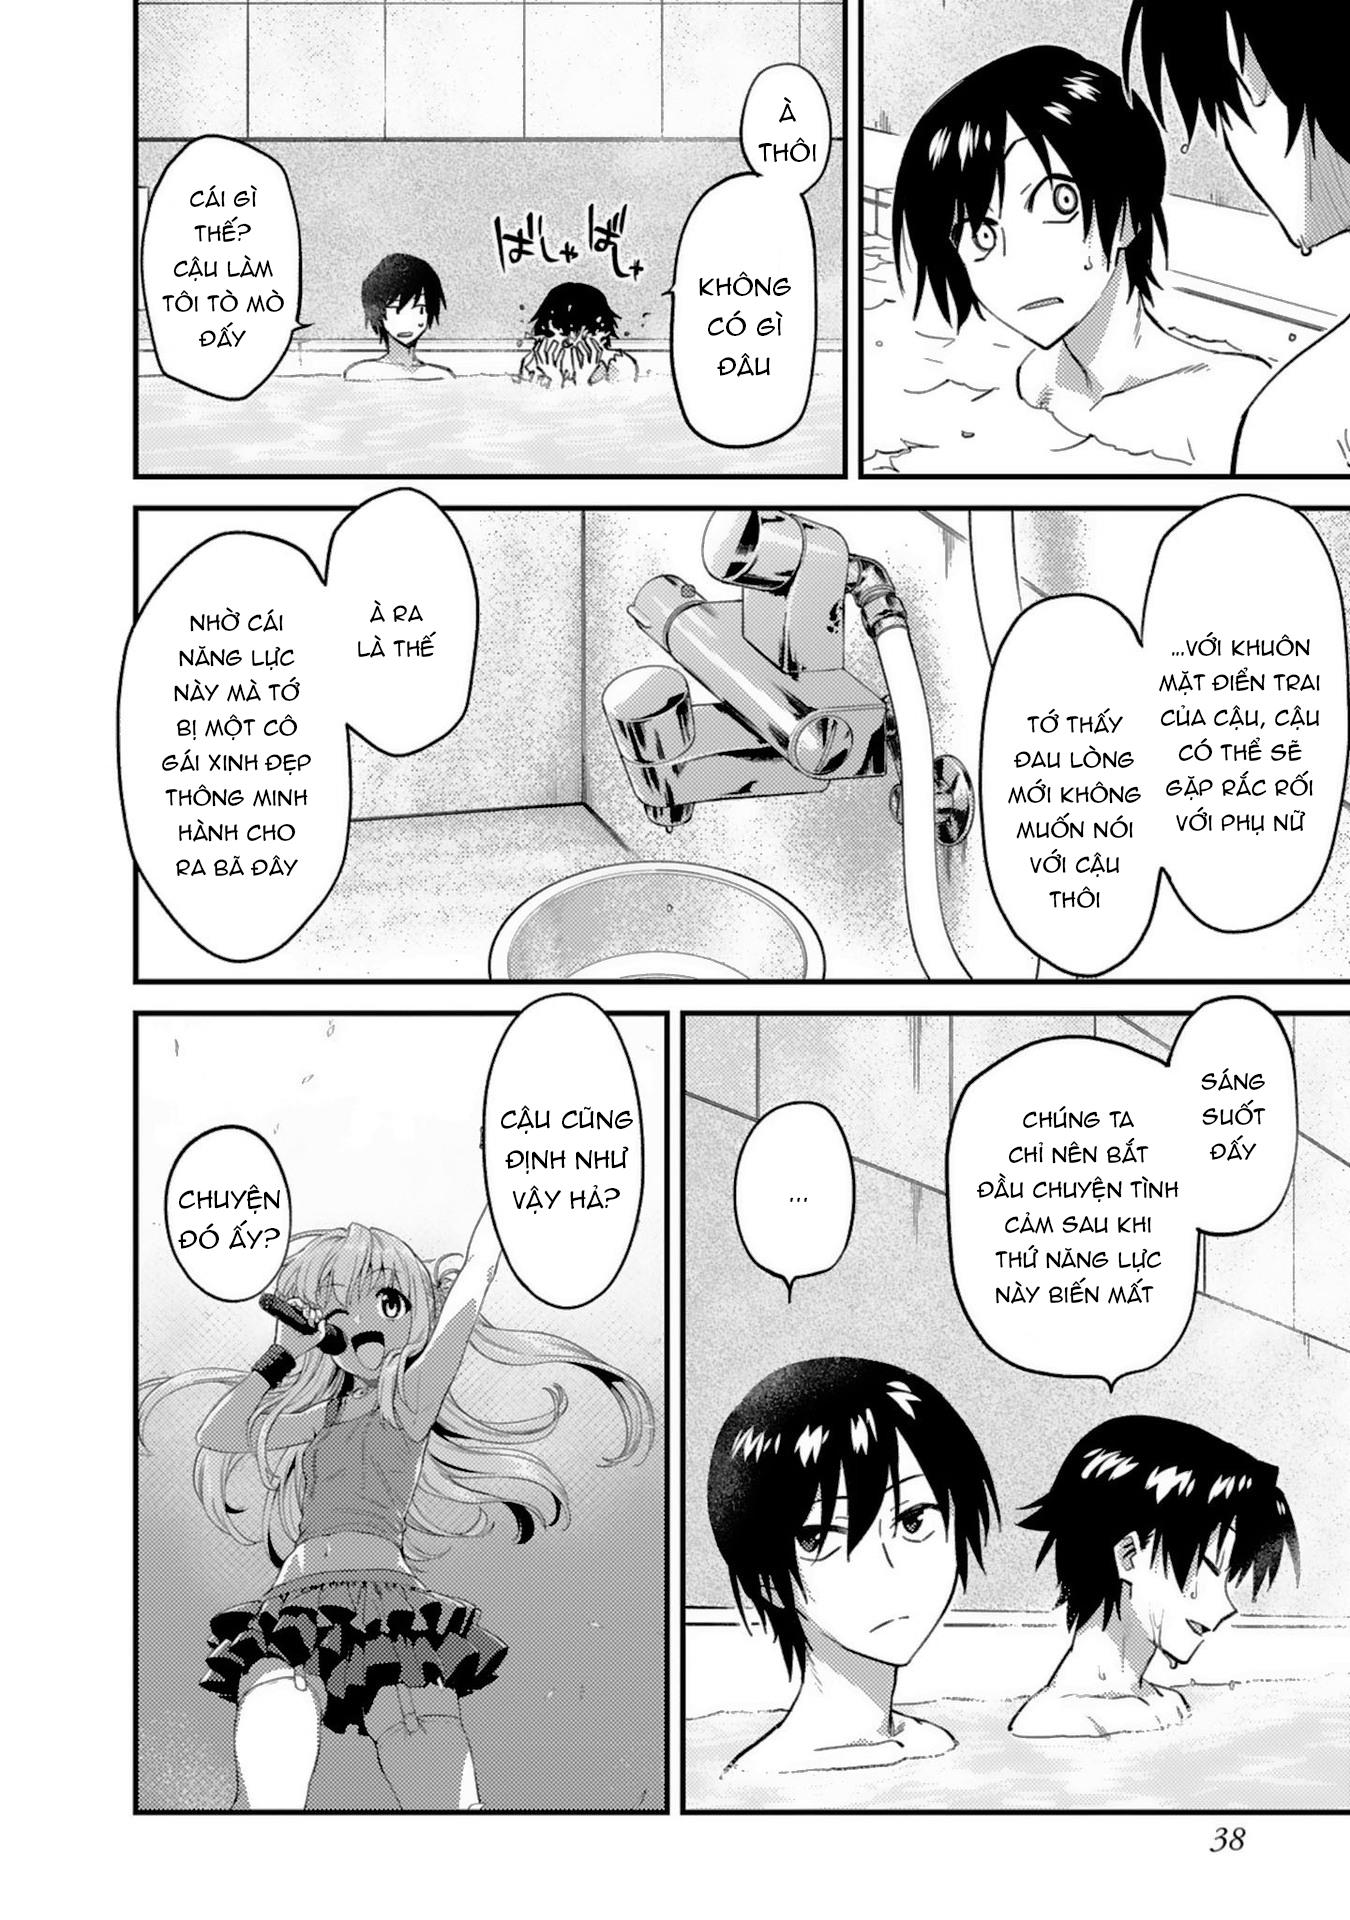 À
THÔI
KHÔNG
CÓ GÌ
ĐÂU
ばしゃ
ばしゃ
CÁI GÌ
THẾ?
CẬU LÀM
TÔI TÒ MÒ
ĐẤY
...VỚI KHUÔN
MẶT ĐIỂN TRAI
CỦA CẬU, CẬU
CÓ THỂ SẼ
GẶP RẮC RỐI
VỚI PHỤ NỮ
TỚ THẤY
ĐAU LÒNG
MỚI KHÔNG
MUỐN NÓI
VỚI CẬU
THÔI
À RA
LÀ THẾ
NHỜ CÁI
NĂNG LỰC
NÀY MÀ TỚ
BỊ MỘT CÔ
GÁI XINH ĐẸP
THÔNG MINH
HÀNH CHO
RA BÃ ĐÂY
SÁNG
SUỐT
ĐẤY
CHÚNG TA
CHỈ NÊN BẮT
ĐẦU CHUYỆN TÌNH
CẢM SAU KHI
THỨ NĂNG LỰC
NÀY BIẾN MẤT
...
CẬU CŨNG
ĐỊNH NHƯ
VẬY HẢ?
CHUYỆN
ĐÓ ẤY?
38